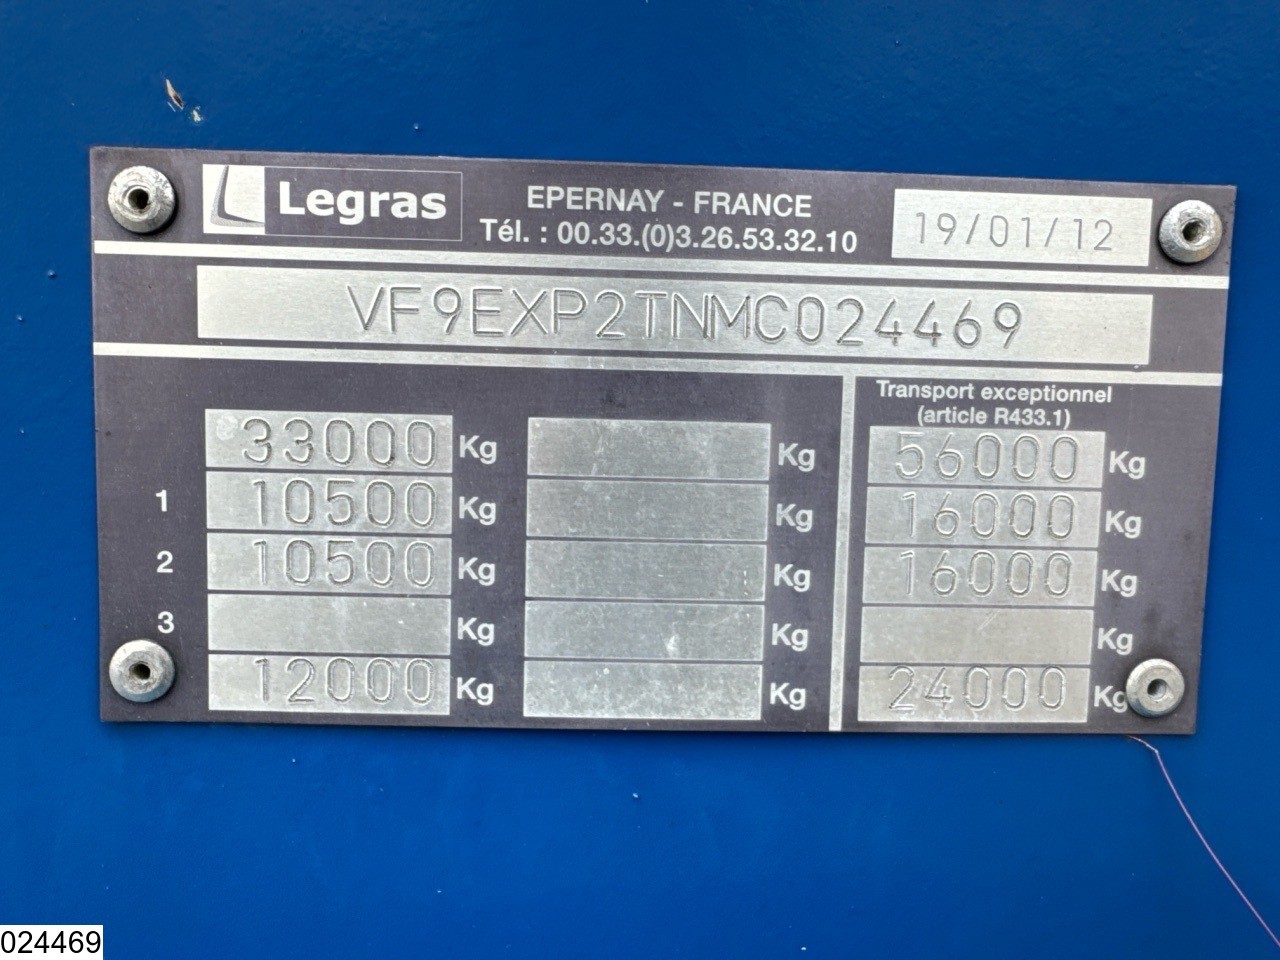 Legras
EPERNAY - FRANCE
Tél. : 00.33.(0)3.26.53.32.10
19/01/12
VF9EXP2TNMC024469
Transport exceptionnel
(article R433.1)
33000 Kg Kg 56000 Kg
1 10500 Kg Kg 16000 Kg
2 10500 Kg Kg 16000 Kg
3 Kg Kg Kg
12000 Kg Kg 24000 Kg
024469